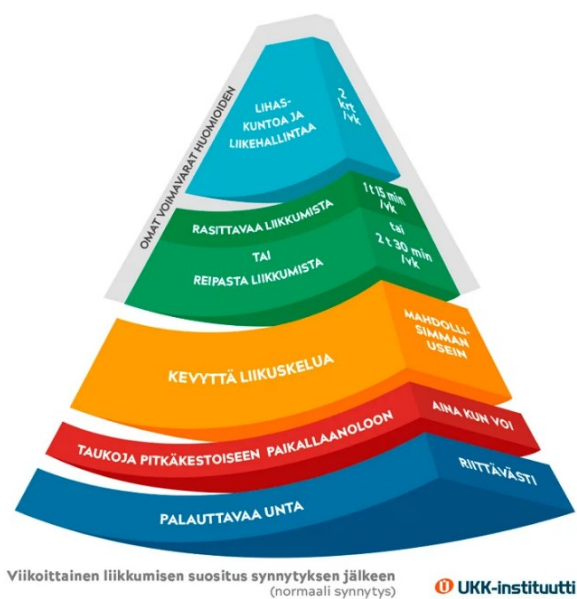 OMAT VOIMAVARAT HUOMIOIDEN
LIHAS-
KUNTOA JA
LIIKEHALLINTAA
2
krt
/vk
RASITTAVAA LIIKKUMISTA
1 t 15 min
/vk
TAI
tai
REIPASTA LIIKKUMISTA
2 t 30 min
/vk
KEVYTTÄ LIIKUSKELUA
MAHDOLLI-
SIMMAN
USEIN
TAUKOJA PITKÄKESTOISEEN PAIKALLAANOLOON
AINA KUN VOI
PALAUTTAVAA UNTA
RIITTÄVÄSTI
Viikoittainen liikkumisen suositus synnytyksen jälkeen
(normaali synnytys)
UKK-instituutti